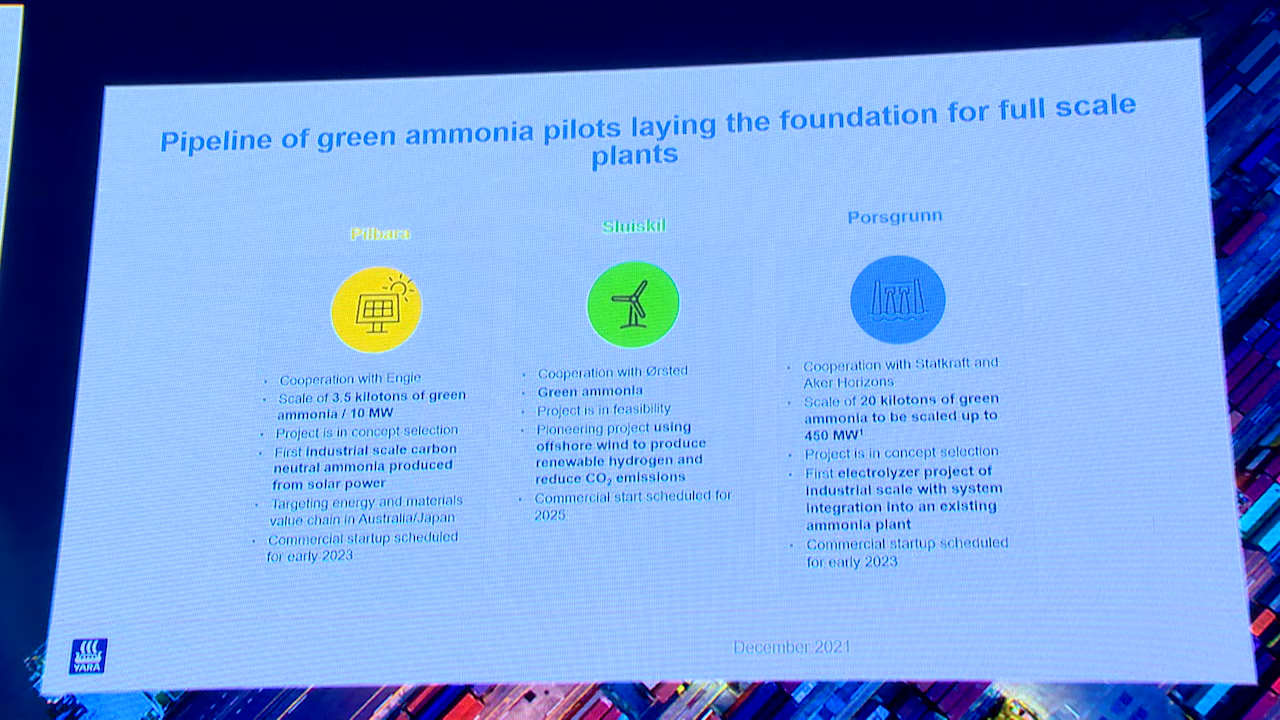 Pipeline of green ammonia pilots laying the foundation for full scale
plants
Pilbara
• Cooperation with Engie
• Scale of 3.5 kilotons of green
ammonia / 10 MW
• Project is in concept selection
• First industrial scale carbon
neutral ammonia produced
from solar power
• Targeting energy and materials
value chain in Australia/Japan
• Commercial startup scheduled
for early 2023
Sluiskil
• Cooperation with Ørsted
• Green ammonia
• Project is in feasibility
• Pioneering project using
offshore wind to produce
renewable hydrogen and
reduce CO₂ emissions
• Commercial start scheduled for
2025
Porsgrunn
• Cooperation with Statkraft and
Aker Horizons
• Scale of 20 kilotons of green
ammonia to be scaled up to
450 MW¹
• Project is in concept selection
• First electrolyzer project of
industrial scale with system
integration into an existing
ammonia plant
• Commercial startup scheduled
for early 2023
YARA
December 2021